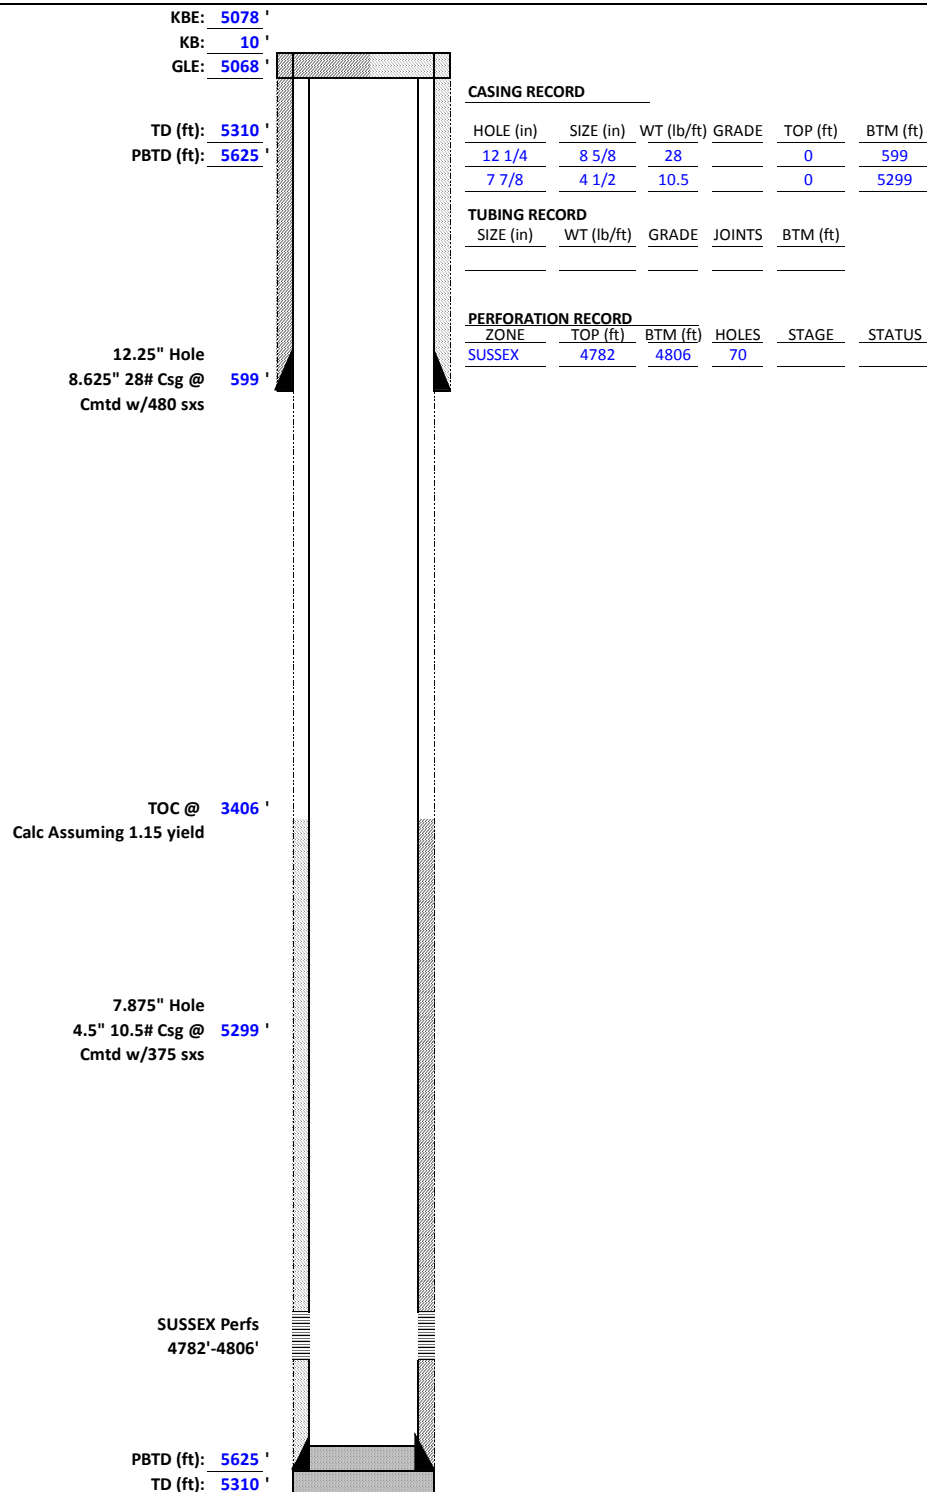 KBE: 5078 '
KB: 10 '
GLE: 5068 '
TD (ft): 5310 '
PBTD (ft): 5625 '
CASING RECORD
HOLE (in) SIZE (in) WT (lb/ft) GRADE TOP (ft) BTM (ft)
12 1/4 8 5/8 28 0 599
7 7/8 4 1/2 10.5 0 5299
TUBING RECORD
SIZE (in) WT (lb/ft) GRADE JOINTS BTM (ft)
PERFORATION RECORD
ZONE TOP (ft) BTM (ft) HOLES STAGE STATUS
SUSSEX 4782 4806 70
12.25" Hole
8.625" 28# Csg @ 599 '
Cmtd w/480 sxs
TOC @ 3406 '
Calc Assuming 1.15 yield
7.875" Hole
4.5" 10.5# Csg @ 5299 '
Cmtd w/375 sxs
SUSSEX Perfs
4782'-4806'
PBTD (ft): 5625 '
TD (ft): 5310 '